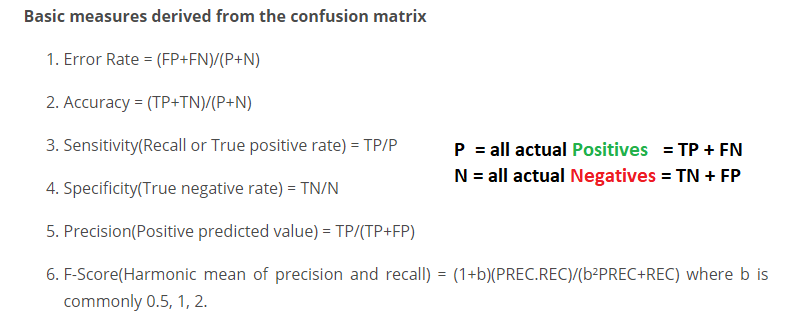 Basic measures derived from the confusion matrix
1. Error Rate = (FP+FN)/(P+N)
2. Accuracy = (TP+TN)/(P+N)
3. Sensitivity(Recall or True positive rate) = TP/P
P = all actual Positives = TP + FN
N = all actual Negatives = TN + FP
4. Specificity(True negative rate) = TN/N
5. Precision(Positive predicted value) = TP/(TP+FP)
6. F-Score(Harmonic mean of precision and recall) = (1+b)(PREC.REC)/(b²PREC+REC) where b is
commonly 0.5, 1, 2.